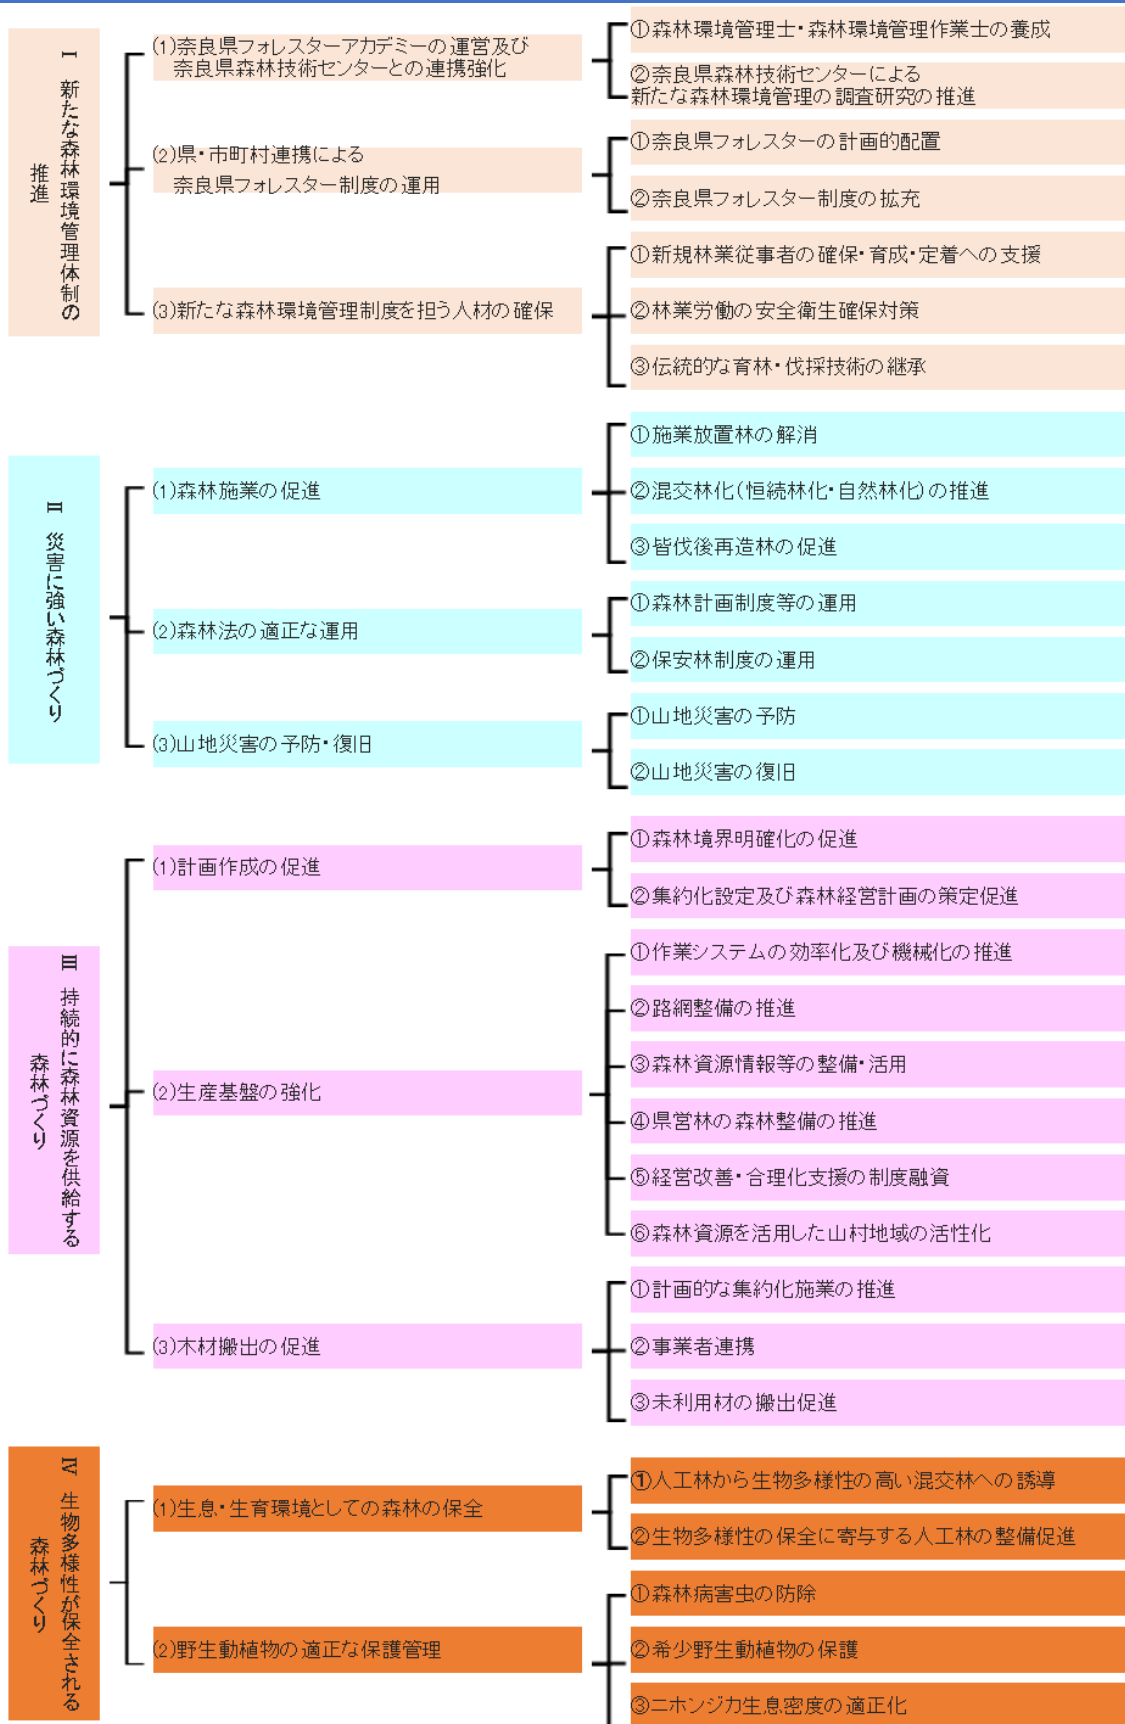 Ⅰ 新たな森林環境管理体制の
推進
(1)奈良県フォレスターアカデミーの運営及び
奈良県森林技術センターとの連携強化
①森林環境管理士・森林環境管理作業士の養成
②奈良県森林技術センターによる
新たな森林環境管理の調査研究の推進
(2)県・市町村連携による
奈良県フォレスター制度の運用
①奈良県フォレスターの計画的配置
②奈良県フォレスター制度の拡充
(3)新たな森林環境管理制度を担う人材の確保
①新規林業従事者の確保・育成・定着への支援
②林業労働の安全衛生確保対策
③伝統的な育林・伐採技術の継承
Ⅱ 災害に強い森林づくり
(1)森林施業の促進
①施業放置林の解消
②混交林化(恒続林化・自然林化)の推進
③皆伐後再造林の促進
(2)森林法の適正な運用
①森林計画制度等の運用
②保安林制度の運用
(3)山地災害の予防・復旧
①山地災害の予防
②山地災害の復旧
Ⅲ 持続的に森林資源を供給する
森林づくり
(1)計画作成の促進
①森林境界明確化の促進
②集約化設定及び森林経営計画の策定促進
(2)生産基盤の強化
①作業システムの効率化及び機械化の推進
②路網整備の推進
③森林資源情報等の整備・活用
④県営林の森林整備の推進
⑤経営改善・合理化支援の制度融資
⑥森林資源を活用した山村地域の活性化
(3)木材搬出の促進
①計画的な集約化施業の推進
②事業者連携
③未利用材の搬出促進
Ⅳ 生物多様性が保全される
森林づくり
(1)生息・生育環境としての森林の保全
①人工林から生物多様性の高い混交林への誘導
②生物多様性の保全に寄与する人工林の整備促進
(2)野生動植物の適正な保護管理
①森林病害虫の防除
②希少野生動植物の保護
③ニホンジカ生息密度の適正化